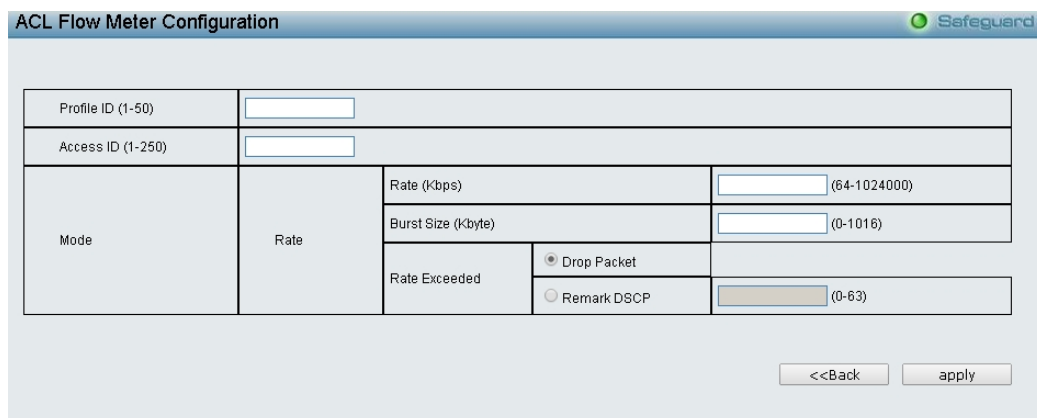 ACL Flow Meter Configuration
Safeguard
Profile ID (1-50)
Access ID (1-250)
Mode
Rate
Rate (Kbps)
(64-1024000)
Burst Size (Kbyte)
(0-1016)
Rate Exceeded
Drop Packet
Remark DSCP
(0-63)
<<Back
apply